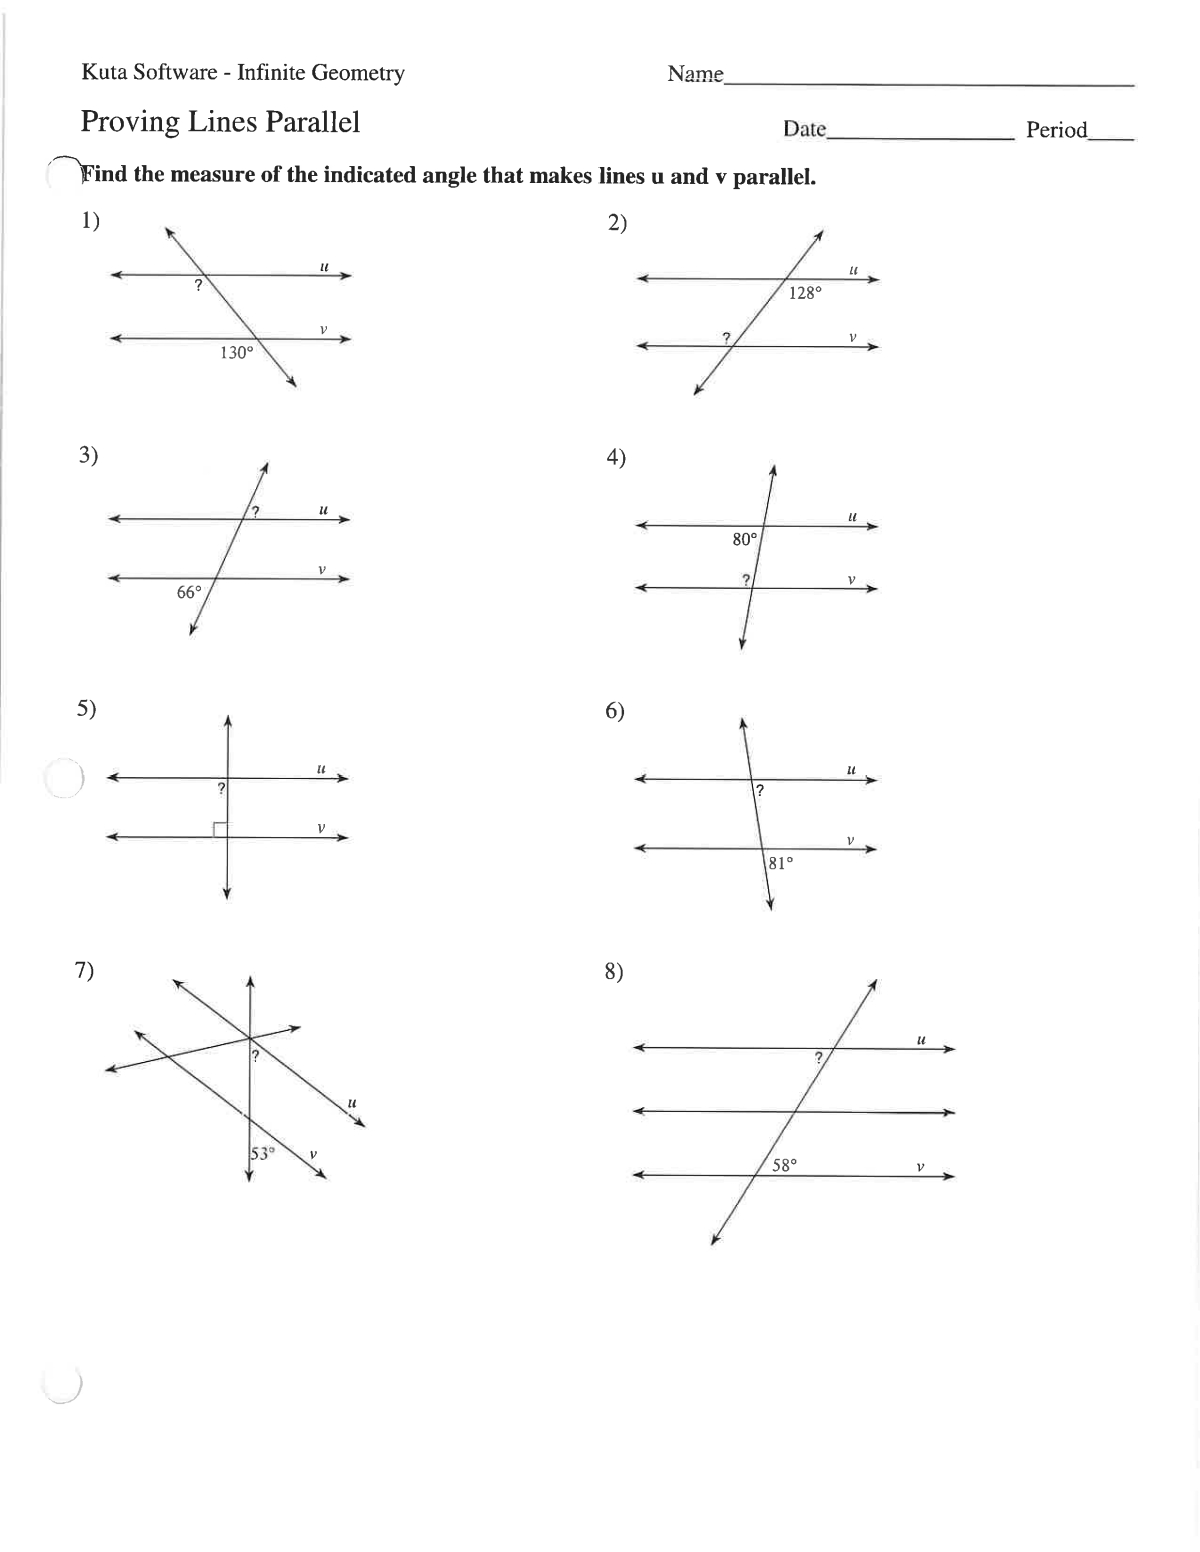 Kuta Software - Infinite Geometry
Name
Proving Lines Parallel
Date Period
Find the measure of the indicated angle that makes lines u and v parallel.
1)
u
?
v
130°
2)
u
128°
?
v
3)
?
u
v
66°
4)
u
80°
?
v
5)
u
?
v
6)
u
?
v
81°
7)
?
u
53°
v
8)
u
?
58°
v